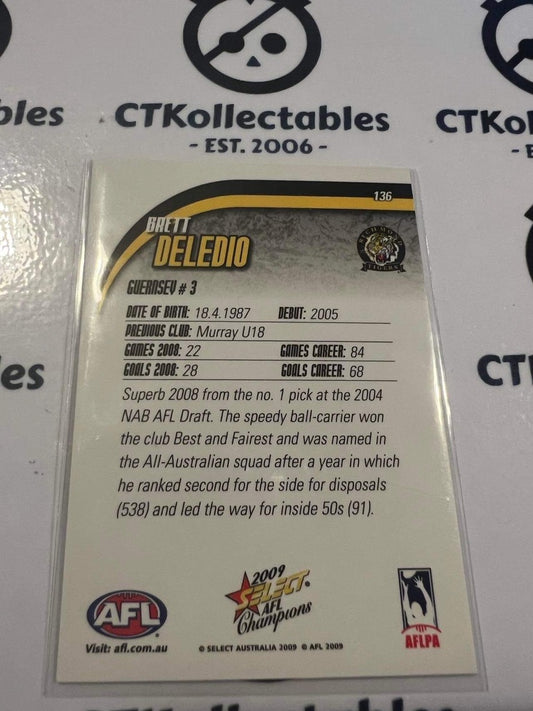 bles
CTKollectables
CTKo
- EST. 2006 -
- E
136
BRETT
DELEDIO
RICHMOND
TIGERS
GUERNSEY # 3
DATE OF BIRTH: 18.4.1987 DEBUT: 2005
PREVIOUS CLUB: Murray U18
GAMES 2008: 22 GAMES CAREER: 84
GOALS 2008: 28 GOALS CAREER: 68
Superb 2008 from the no. 1 pick at the 2004
NAB AFL Draft. The speedy ball-carrier won
the club Best and Fairest and was named in
the All-Australian squad after a year in which
he ranked second for the side for disposals
(538) and led the way for inside 50s (91).
es
CT
AFL
Visit: afl.com.au
2009
SELECT
AFL
Champions
© SELECT AUSTRALIA 2009 © AFL 2009
AFLPA
CTKollectables